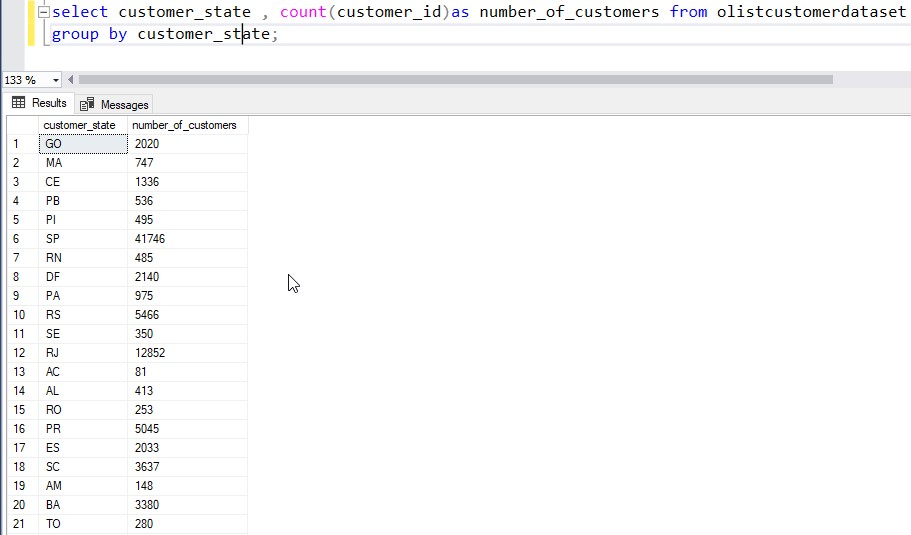 select customer_state , count(customer_id)as number_of_customers from olistcustomerdataset
group by customer_state;
133 %
Results Messages
customer_state number_of_customers
1 GO 2020
2 MA 747
3 CE 1336
4 PB 536
5 PI 495
6 SP 41746
7 RN 485
8 DF 2140
9 PA 975
10 RS 5466
11 SE 350
12 RJ 12852
13 AC 81
14 AL 413
15 RO 253
16 PR 5045
17 ES 2033
18 SC 3637
19 AM 148
20 BA 3380
21 TO 280